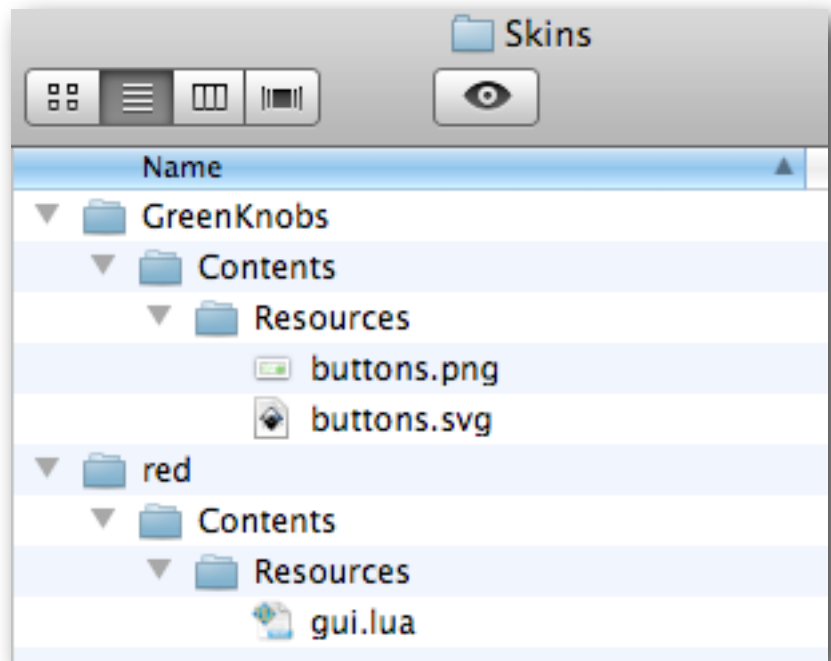 Skins
Name
GreenKnobs
Contents
Resources
buttons.png
buttons.svg
red
Contents
Resources
gui.lua